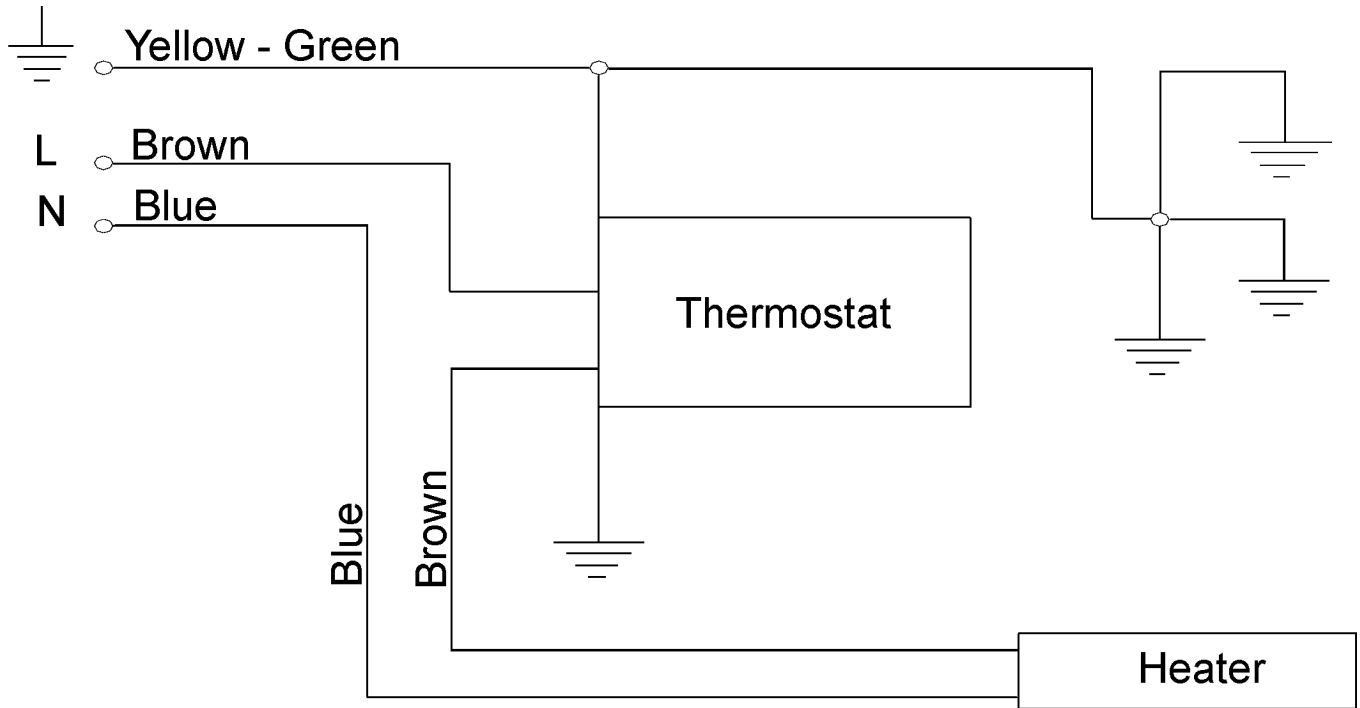 Yellow - Green
L
Brown
N
Blue
Thermostat
Blue
Brown
Heater